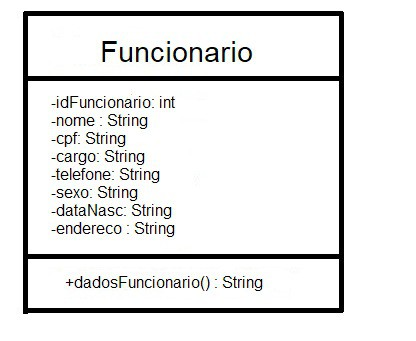 Funcionario
-idFuncionario: int
-nome : String
-cpf: String
-cargo: String
-telefone: String
-sexo: String
-dataNasc: String
-endereco : String
+dadosFuncionario() : String